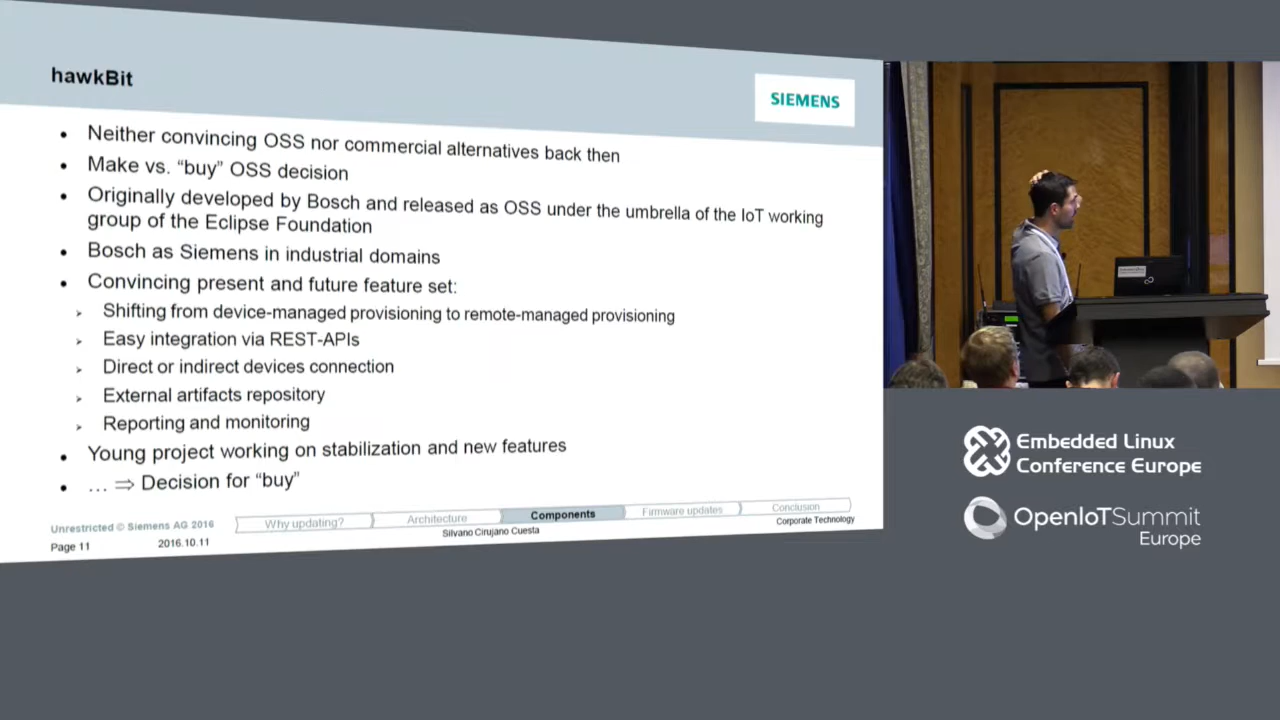 hawkBit
SIEMENS
• Neither convincing OSS nor commercial alternatives back then
• Make vs. “buy” OSS decision
• Originally developed by Bosch and released as OSS under the umbrella of the IoT working
group of the Eclipse Foundation
• Bosch as Siemens in industrial domains
• Convincing present and future feature set:
➢ Shifting from device-managed provisioning to remote-managed provisioning
➢ Easy integration via REST-APIs
➢ Direct or indirect devices connection
➢ External artifacts repository
➢ Reporting and monitoring
• Young project working on stabilization and new features
• … ⇒ Decision for “buy”
Unrestricted © Siemens AG 2016
Page 11
2016.10.11
Why updating?
Architecture
Components
Firmware updates
Conclusion
Silvano Cirujano Cuesta
Corporate Technology
Embedded Linux
Conference Europe
OpenIoTSummit
Europe